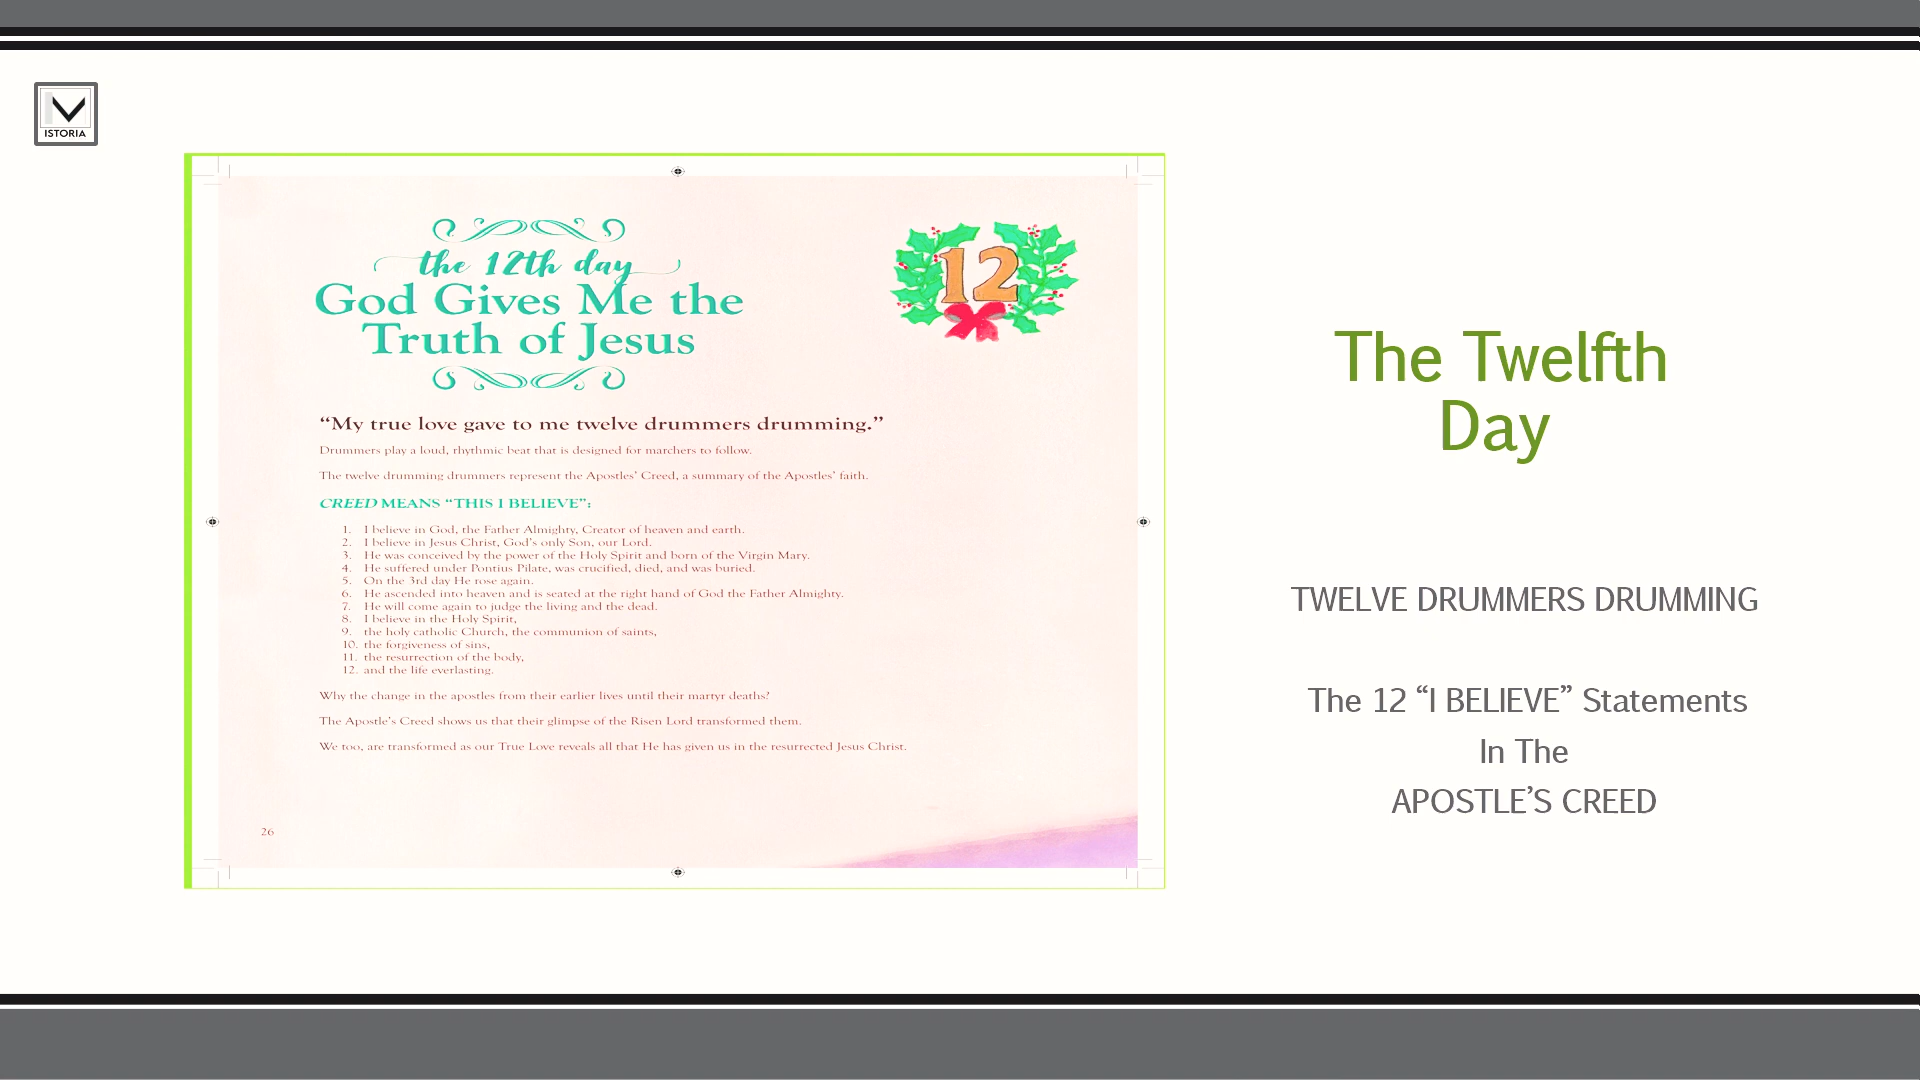 ISTORIA
the 12th day
God Gives Me the
Truth of Jesus
12
“My true love gave to me twelve drummers drumming.”
Drummers play a loud, rhythmic beat that is designed for marchers to follow.
The twelve drumming drummers represent the Apostles’ Creed, a summary of the Apostles’ faith.
CREED MEANS “THIS I BELIEVE”:
1. I believe in God, the Father Almighty, Creator of heaven and earth.
2. I believe in Jesus Christ, God’s only Son, our Lord.
3. He was conceived by the power of the Holy Spirit and born of the Virgin Mary.
4. He suffered under Pontius Pilate, was crucified, died, and was buried.
5. On the 3rd day He rose again.
6. He ascended into heaven and is seated at the right hand of God the Father Almighty.
7. He will come again to judge the living and the dead.
8. I believe in the Holy Spirit,
9. the holy catholic Church, the communion of saints,
10. the forgiveness of sins,
11. the resurrection of the body,
12. and the life everlasting.
Why the change in the apostles from their earlier lives until their martyr deaths?
The Apostle’s Creed shows us that their glimpse of the Risen Lord transformed them.
We too, are transformed as our True Love reveals all that He has given us in the resurrected Jesus Christ.
26
The Twelfth
Day
TWELVE DRUMMERS DRUMMING
The 12 “I BELIEVE” Statements
In The
APOSTLE’S CREED